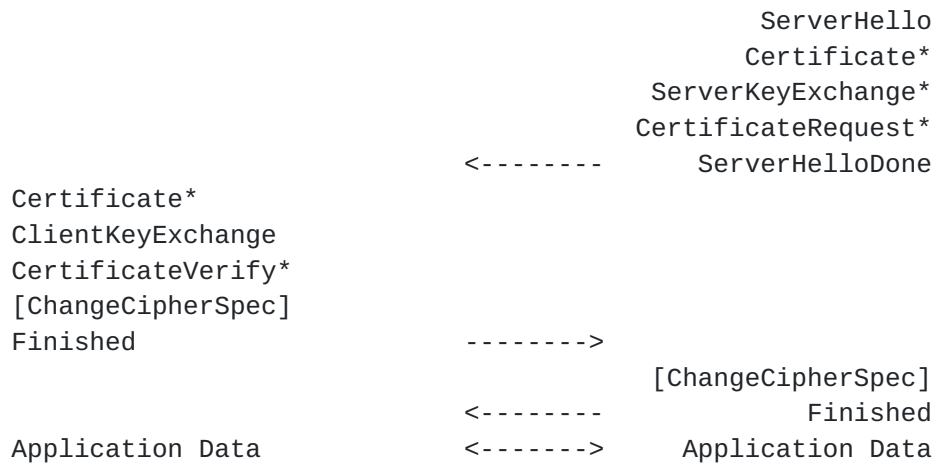 ServerHello
Certificate*
ServerKeyExchange*
CertificateRequest*
<-------- ServerHelloDone
Certificate*
ClientKeyExchange
CertificateVerify*
[ChangeCipherSpec]
Finished -------->
[ChangeCipherSpec]
<-------- Finished
Application Data <-------> Application Data